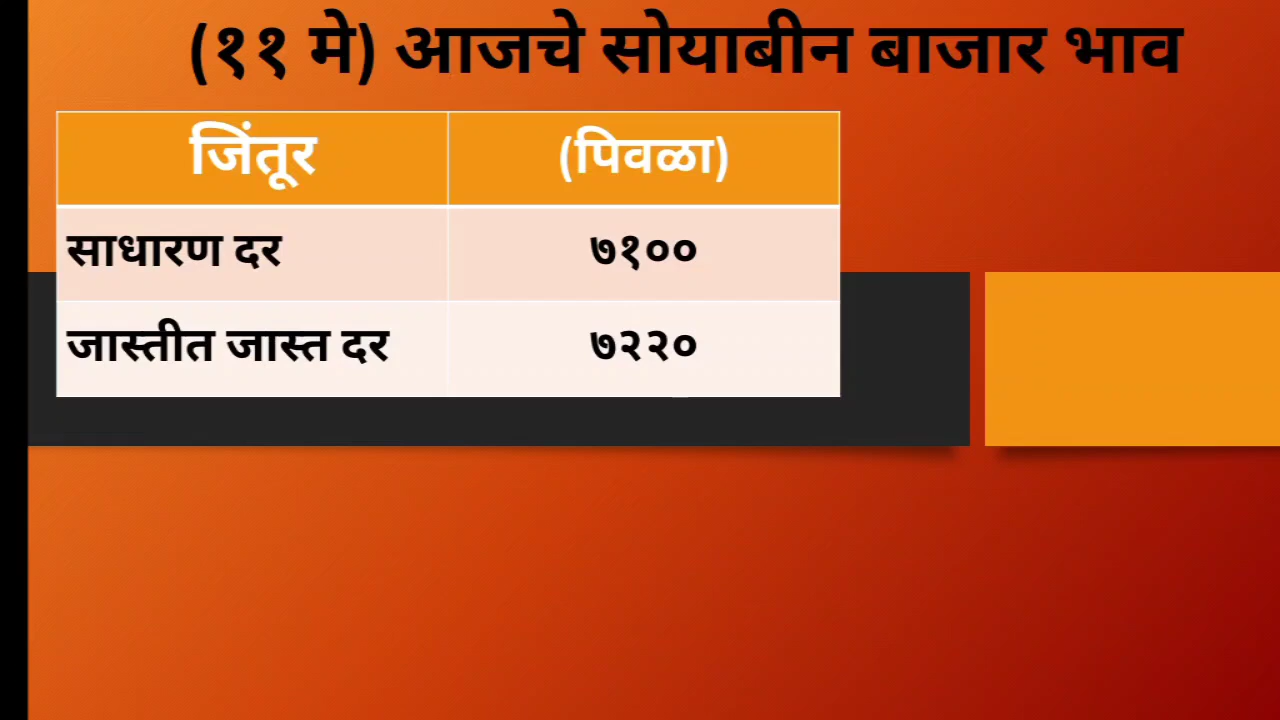 (११ मे) आजचे सोयाबीन बाजार भाव
जिंतूर (पिवळा)
साधारण दर ७१००
जास्तीत जास्त दर ७२२०